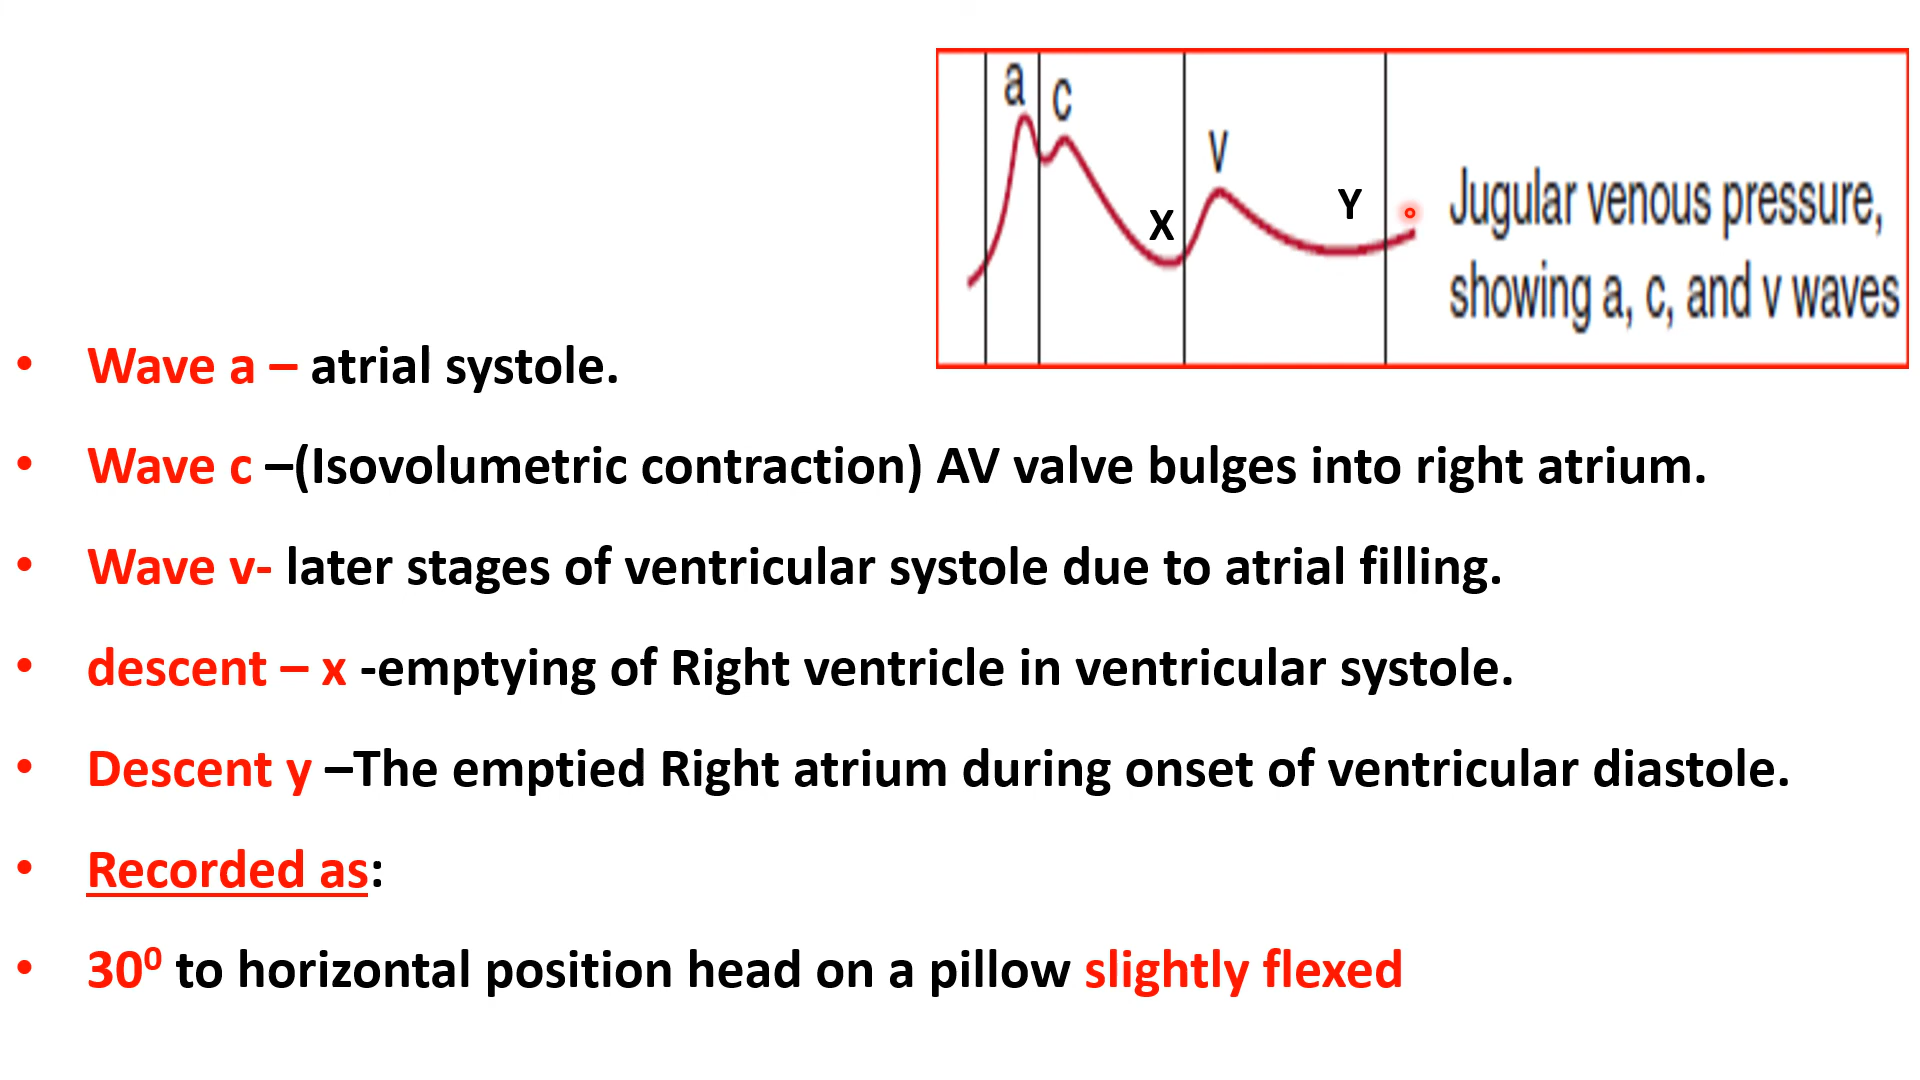 a c
V
X
Y
Jugular venous pressure,
showing a, c, and v waves
• Wave a – atrial systole.
• Wave c –(Isovolumetric contraction) AV valve bulges into right atrium.
• Wave v- later stages of ventricular systole due to atrial filling.
• descent – x -emptying of Right ventricle in ventricular systole.
• Descent y –The emptied Right atrium during onset of ventricular diastole.
• Recorded as:
• 30⁰ to horizontal position head on a pillow slightly flexed